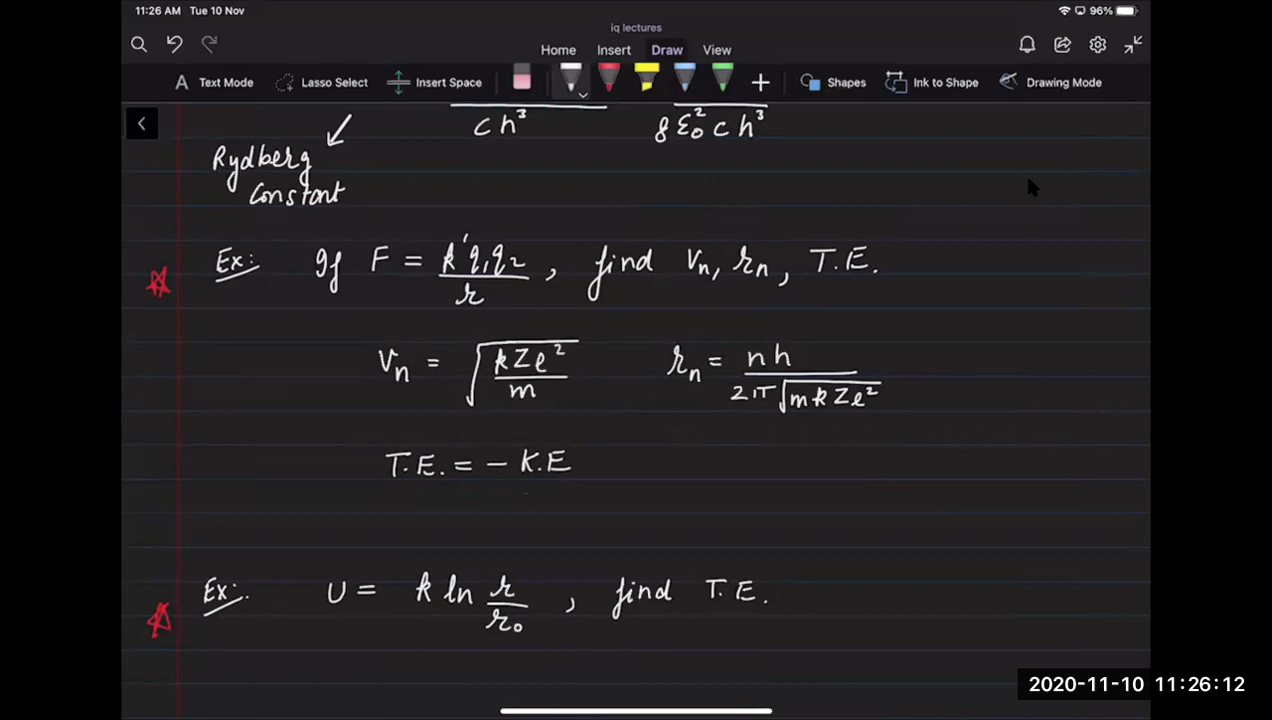 11:26 AM Tue 10 Nov
96%
iq lectures
Home Insert Draw View
Text Mode Lasso Select Insert Space Shapes Ink to Shape Drawing Mode
ch³ 8ε₀²ch³
Rydberg
Constant
Ex: If F = k'q₁q₂/r, find vₙ, rₙ, T.E.
vₙ = √(kZe²/m) rₙ = nh/(2π√(mkZe²))
T.E. = - K.E
Ex: U = k ln r/r₀, find T.E.
2020-11-10 11:26:12